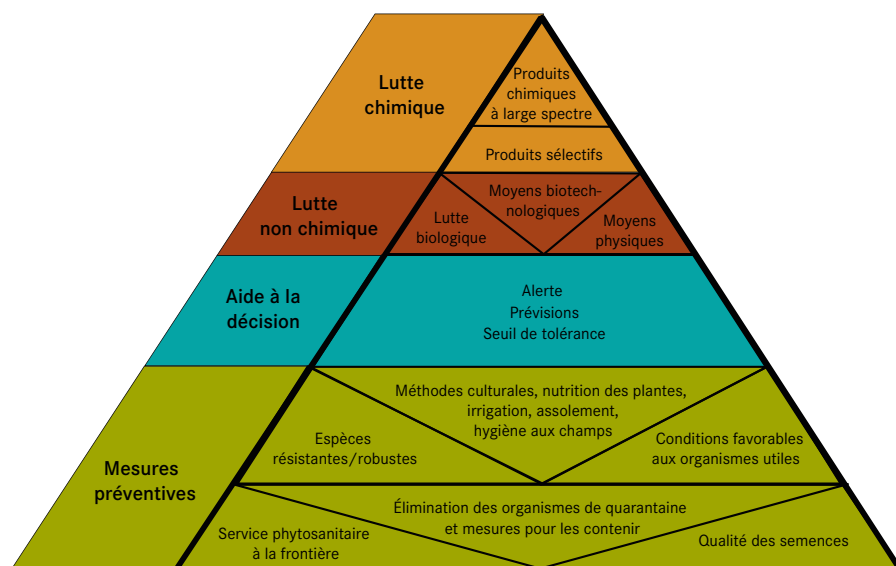 Lutte
chimique
Produits
chimiques
à large spectre
Produits sélectifs
Lutte
non chimique
Lutte
biologique
Moyens biotech-
nologiques
Moyens
physiques
Aide à la
décision
Alerte
Prévisions
Seuil de tolérance
Mesures
préventives
Espèces
résistantes/robustes
Méthodes culturales, nutrition des plantes,
irrigation, assolement,
hygiène aux champs
Conditions favorables
aux organismes utiles
Service phytosanitaire
à la frontière
Élimination des organismes de quarantaine
et mesures pour les contenir
Qualité des semences